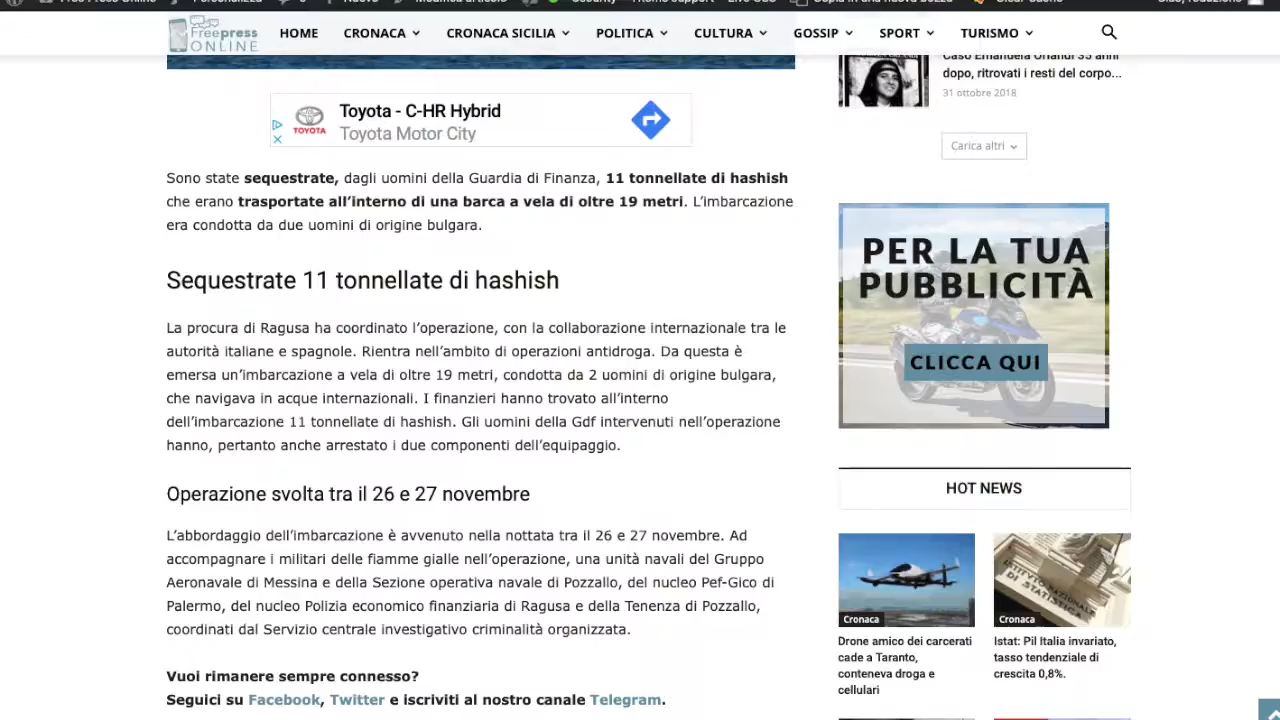 Freepress
ONLINE
HOME
CRONACA
CRONACA SICILIA
POLITICA
CULTURA
GOSSIP
SPORT
TURISMO
Caso Emanuela Orlandi 35 anni
dopo, ritrovati i resti del corpo...
31 ottobre 2018
Carica altri
TOYOTA
Toyota - C-HR Hybrid
Toyota Motor City
Sono state sequestrate, dagli uomini della Guardia di Finanza, 11 tonnellate di hashish
che erano trasportate all’interno di una barca a vela di oltre 19 metri. L’imbarcazione
era condotta da due uomini di origine bulgara.
Sequestrate 11 tonnellate di hashish
La procura di Ragusa ha coordinato l’operazione, con la collaborazione internazionale tra le
autorità italiane e spagnole. Rientra nell’ambito di operazioni antidroga. Da questa è
emersa un’imbarcazione a vela di oltre 19 metri, condotta da 2 uomini di origine bulgara,
che navigava in acque internazionali. I finanzieri hanno trovato all’interno
dell’imbarcazione 11 tonnellate di hashish. Gli uomini della Gdf intervenuti nell’operazione
hanno, pertanto anche arrestato i due componenti dell’equipaggio.
Operazione svolta tra il 26 e 27 novembre
L’abbordaggio dell’imbarcazione è avvenuto nella nottata tra il 26 e 27 novembre. Ad
accompagnare i militari delle fiamme gialle nell’operazione, una unità navali del Gruppo
Aeronavale di Messina e della Sezione operativa navale di Pozzallo, del nucleo Pef-Gico di
Palermo, del nucleo Polizia economico finanziaria di Ragusa e della Tenenza di Pozzallo,
coordinati dal Servizio centrale investigativo criminalità organizzata.
Vuoi rimanere sempre connesso?
Seguici su Facebook, Twitter e iscriviti al nostro canale Telegram.
PER LA TUA
PUBBLICITÀ
CLICCA QUI
HOT NEWS
Cronaca
Drone amico dei carcerati
cade a Taranto,
conteneva droga e
cellulari
ISTITVTO NAZIONALE
DI STATISTICA
Cronaca
Istat: Pil Italia invariato,
tasso tendenziale di
crescita 0,8%.